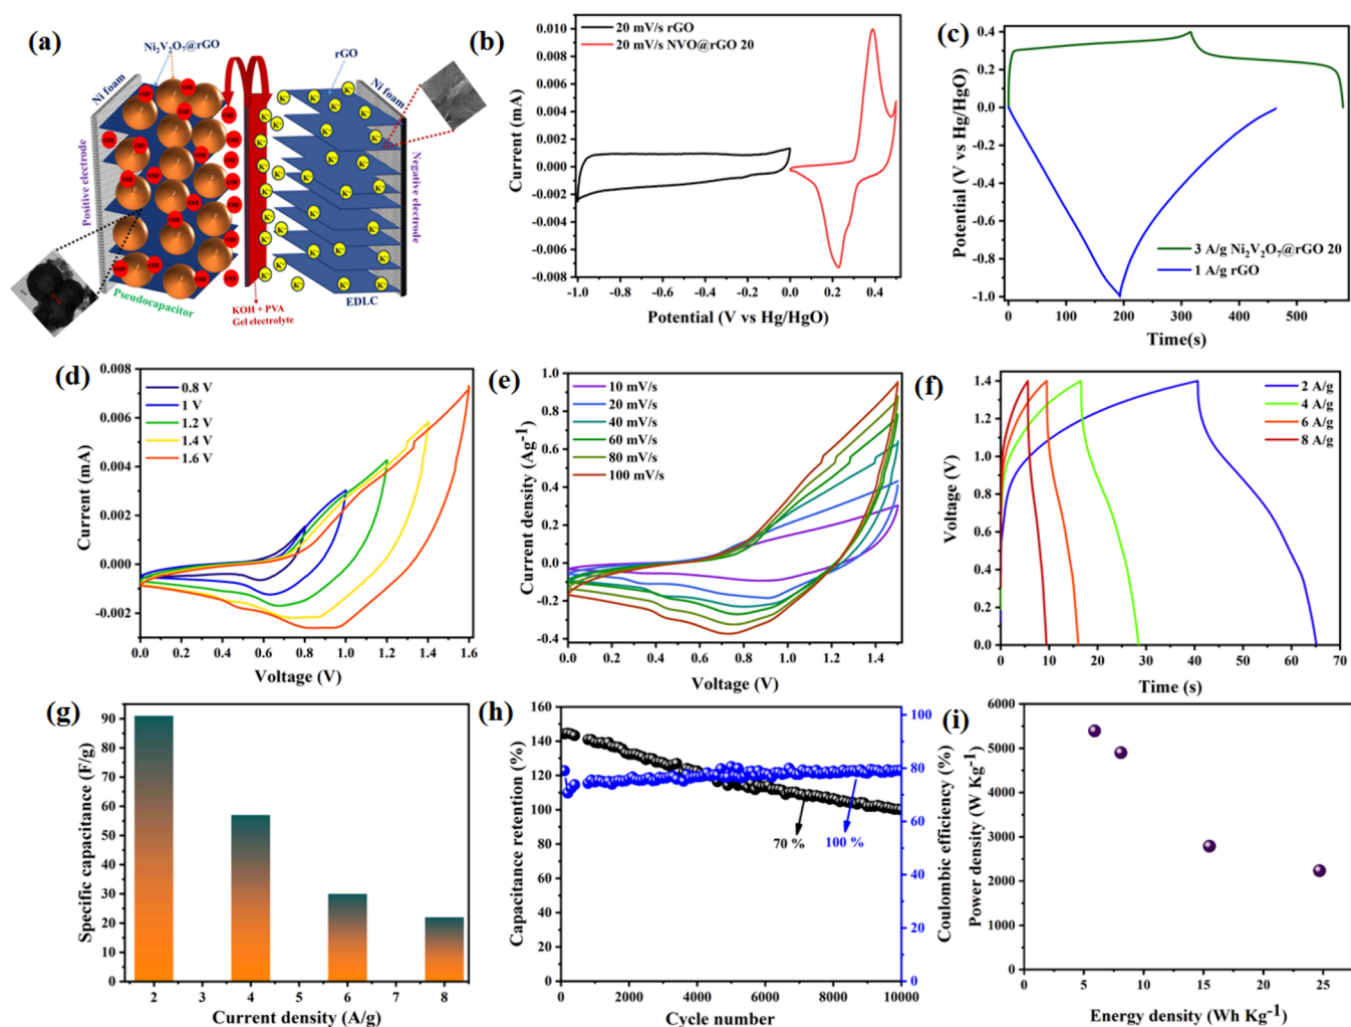 (a)
Ni₂V₂O₇@rGO
rGO
Ni foam
Ni foam
OH⁻
K⁺
Positive electrode
Negative electrode
Pseudocapacitor
KOH + PVA
Gel electrolyte
EDLC
(b)
20 mV/s rGO
20 mV/s NVO@rGO 20
Current (mA)
0.010
0.008
0.006
0.004
0.002
0.000
-0.002
-0.004
-0.006
-0.008
-1.0 -0.8 -0.6 -0.4 -0.2 0.0 0.2 0.4
Potential (V vs Hg/HgO)
(c)
Potential (V vs Hg/HgO)
0.4
0.2
0.0
-0.2
-0.4
-0.6
-0.8
-1.0
3 A/g Ni₂V₂O₇@rGO 20
1 A/g rGO
0 100 200 300 400 500
Time(s)
(d)
0.8 V
1 V
1.2 V
1.4 V
1.6 V
Current (mA)
0.008
0.006
0.004
0.002
0.000
-0.002
0.0 0.2 0.4 0.6 0.8 1.0 1.2 1.4 1.6
Voltage (V)
(e)
10 mV/s
20 mV/s
40 mV/s
60 mV/s
80 mV/s
100 mV/s
Current density (Ag⁻¹)
1.0
0.8
0.6
0.4
0.2
0.0
-0.2
-0.4
0.0 0.2 0.4 0.6 0.8 1.0 1.2 1.4
Voltage (V)
(f)
2 A/g
4 A/g
6 A/g
8 A/g
Voltage (V)
1.4
1.2
1.0
0.8
0.6
0.4
0.2
0.0
0 10 20 30 40 50 60 70
Time (s)
(g)
Specific capacitance (F/g)
90
80
70
60
50
40
30
20
10
0
2 3 4 5 6 7 8
Current density (A/g)
(h)
Capacitance retention (%)
160
140
120
100
80
60
40
20
0
70 %
100 %
Coulombic efficiency (%)
100
80
60
40
20
0
0 2000 4000 6000 8000 10000
Cycle number
(i)
Power density (W Kg⁻¹)
6000
5000
4000
3000
2000
1000
0
0 5 10 15 20 25
Energy density (Wh Kg⁻¹)